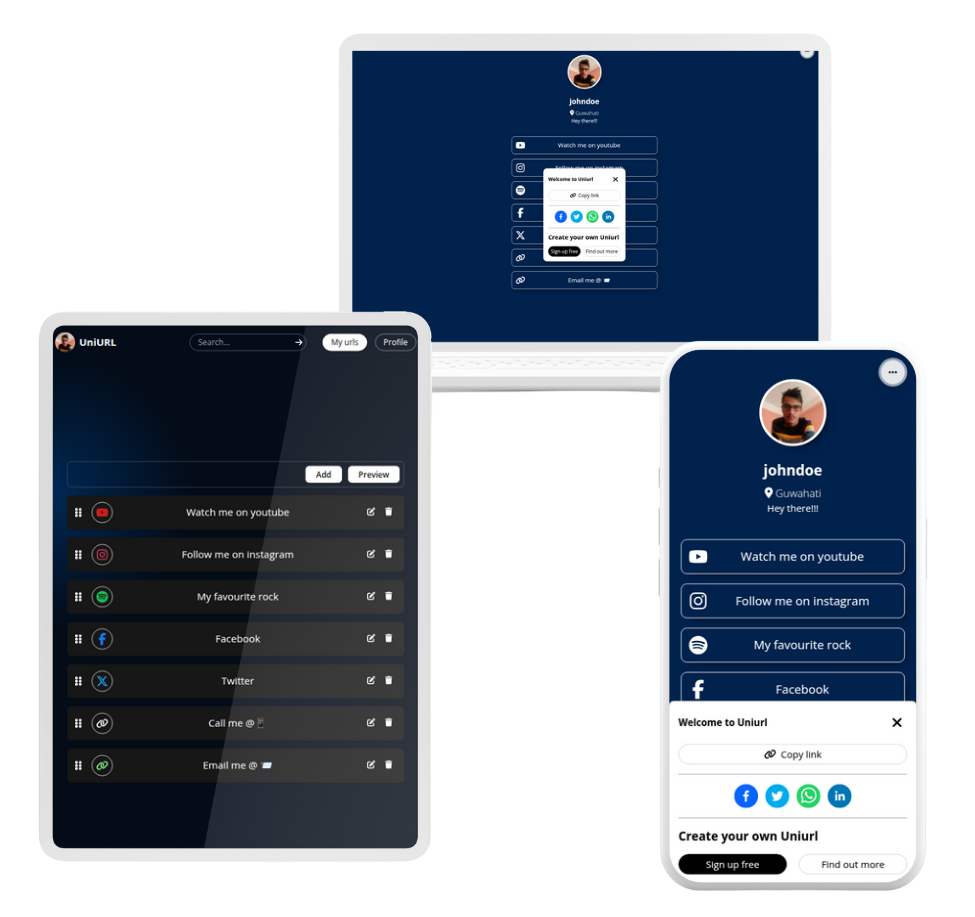 johndoe
Guwahati
Hey there!!!
Watch me on youtube
Follow me on instagram
Welcome to Uniurl
Copy link
Create your own Uniurl
Sign up free
Find out more
Email me @ 📨
UniURL
Search...
My urls
Profile
Add
Preview
Watch me on youtube
Follow me on instagram
My favourite rock
Facebook
Twitter
Call me @📱
Email me @ 📨
johndoe
Guwahati
Hey there!!!
Watch me on youtube
Follow me on instagram
My favourite rock
Facebook
Welcome to Uniurl
Copy link
Create your own Uniurl
Sign up free
Find out more